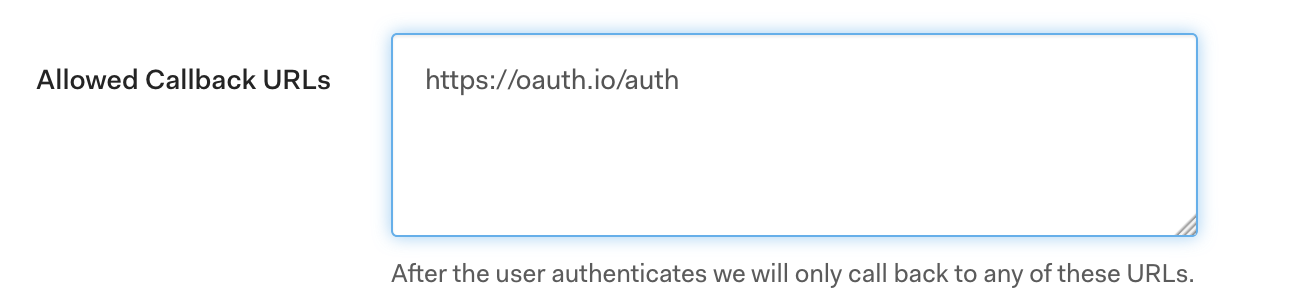 Allowed Callback URLs
https://oauth.io/auth
After the user authenticates we will only call back to any of these URLs.